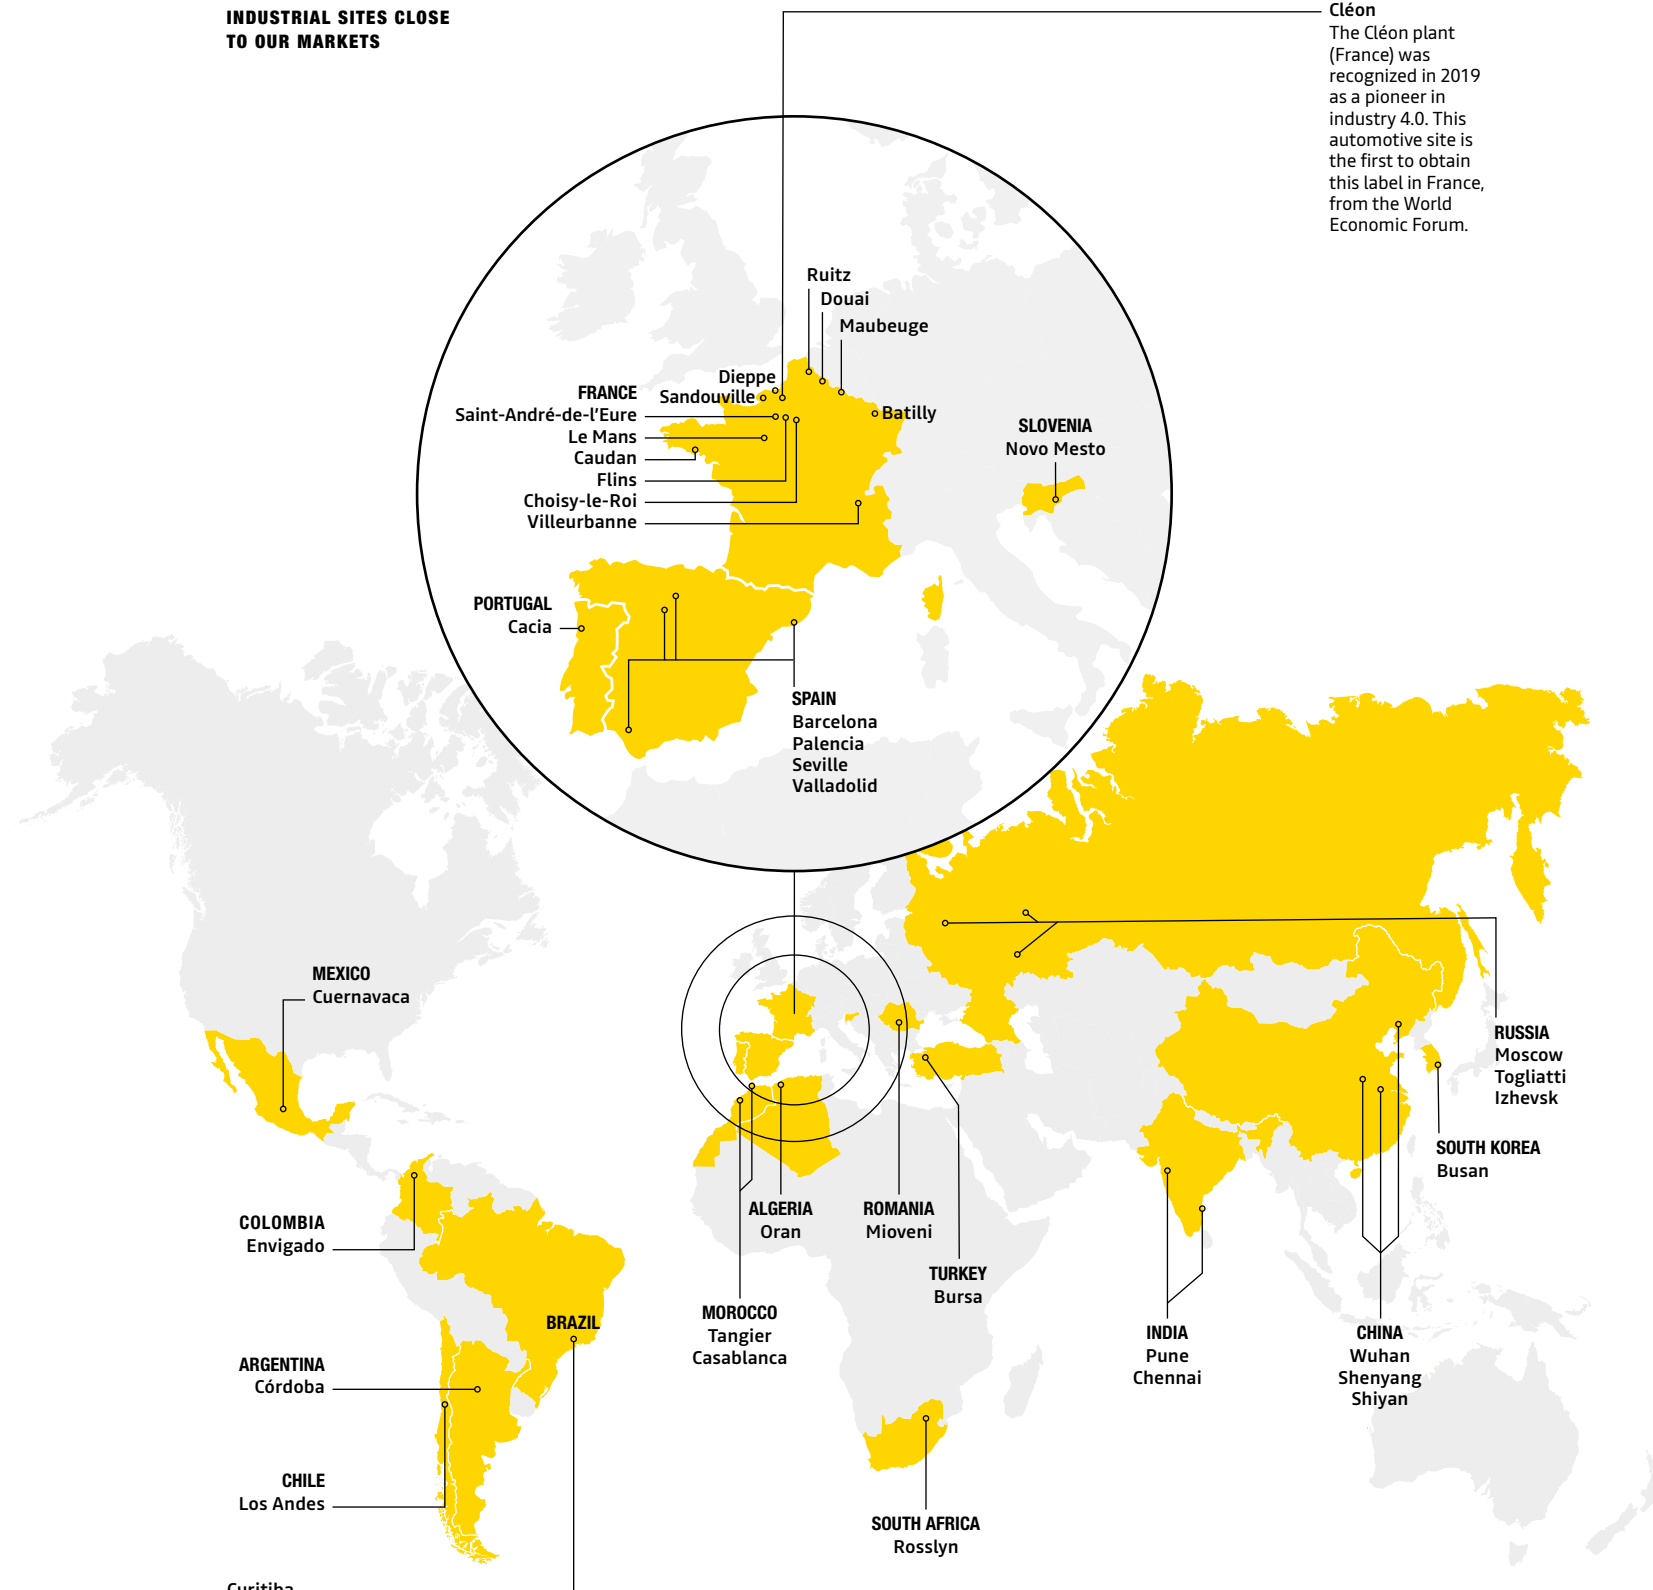 INDUSTRIAL SITES CLOSE
TO OUR MARKETS
Cléon
The Cléon plant
(France) was
recognized in 2019
as a pioneer in
industry 4.0. This
automotive site is
the first to obtain
this label in France,
from the World
Economic Forum.
Ruitz
Douai
Maubeuge
Dieppe
Sandouville
Batilly
FRANCE
Saint-André-de-l'Eure
Le Mans
Caudan
Flins
Choisy-le-Roi
Villeurbanne
SLOVENIA
Novo Mesto
PORTUGAL
Cacia
SPAIN
Barcelona
Palencia
Seville
Valladolid
MEXICO
Cuernavaca
RUSSIA
Moscow
Togliatti
Izhevsk
SOUTH KOREA
Busan
COLOMBIA
Envigado
ALGERIA
Oran
ROMANIA
Mioveni
TURKEY
Bursa
MOROCCO
Tangier
Casablanca
BRAZIL
INDIA
Pune
Chennai
CHINA
Wuhan
Shenyang
Shiyan
ARGENTINA
Córdoba
CHILE
Los Andes
SOUTH AFRICA
Rosslyn
Curitiba